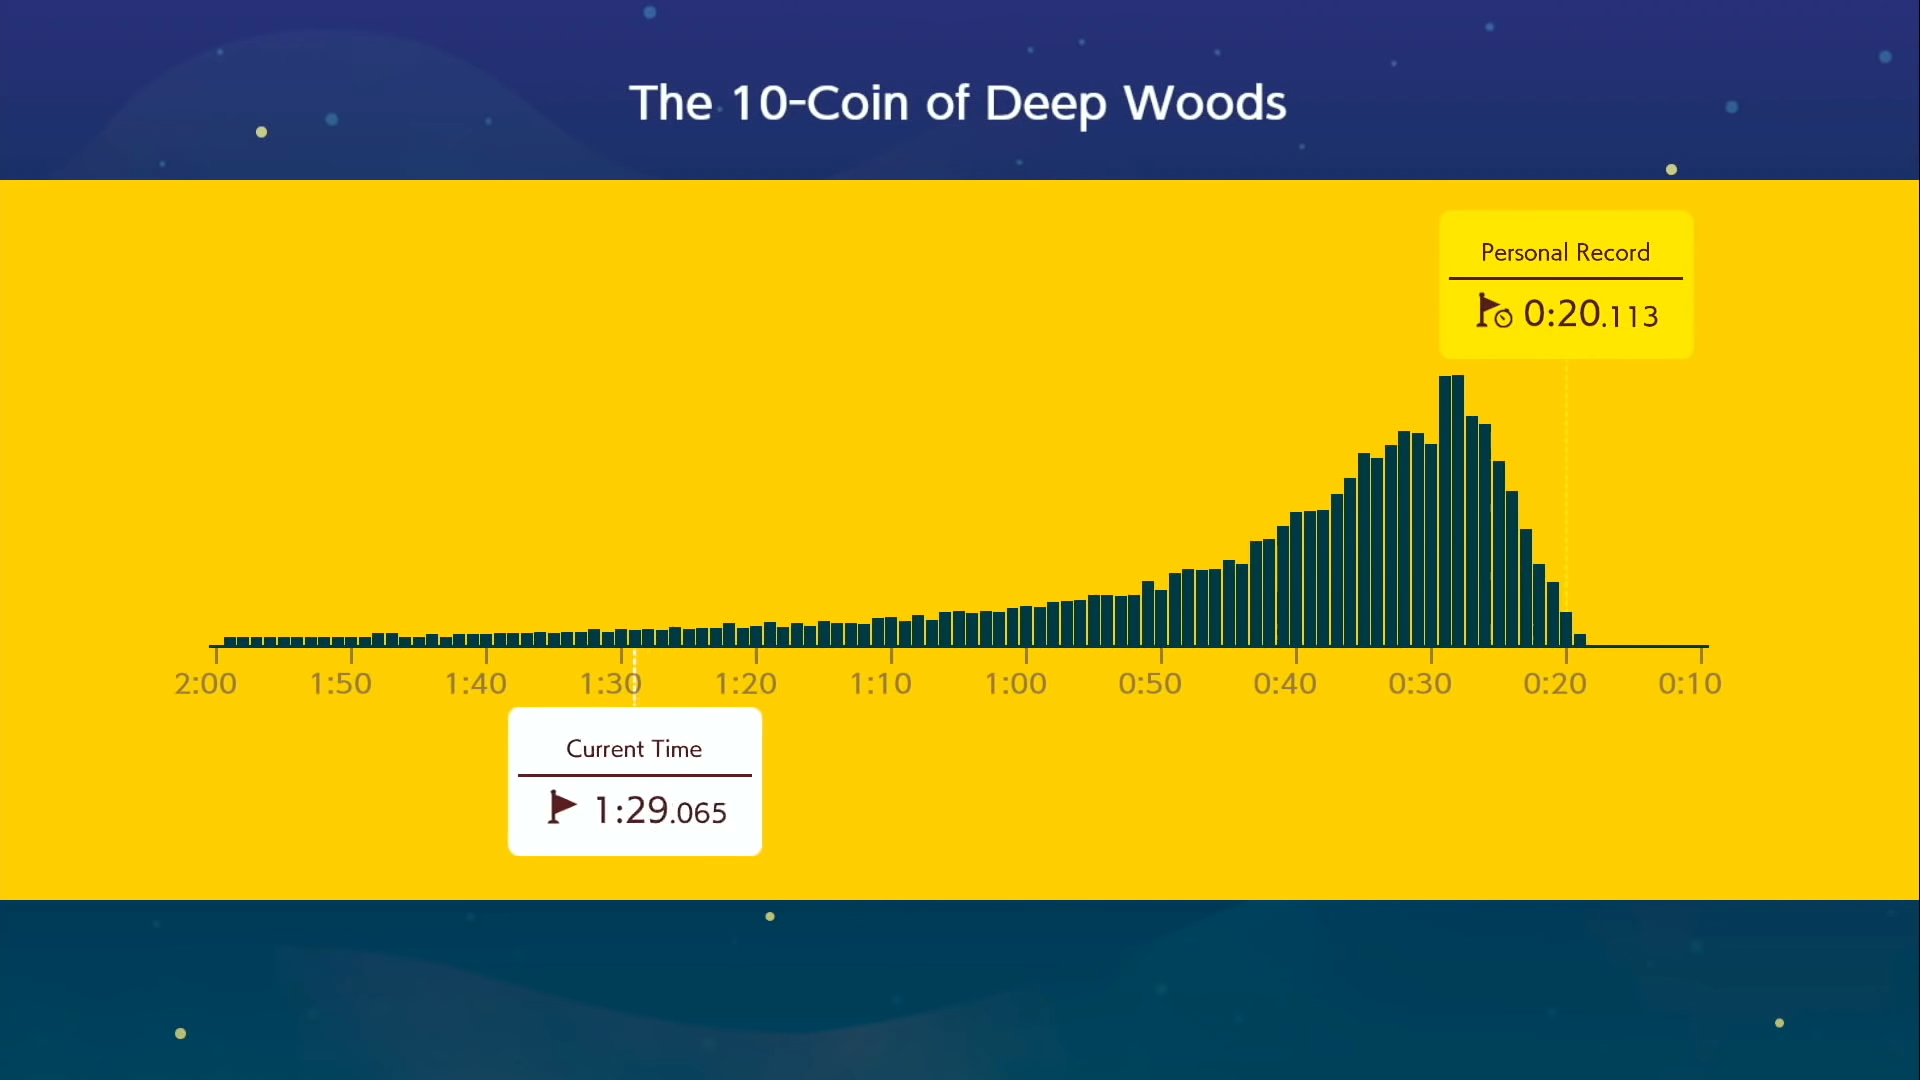 The 10-Coin of Deep Woods
Personal Record
0:20.113
2:00 1:50 1:40 1:30 1:20 1:10 1:00 0:50 0:40 0:30 0:20 0:10
Current Time
1:29.065